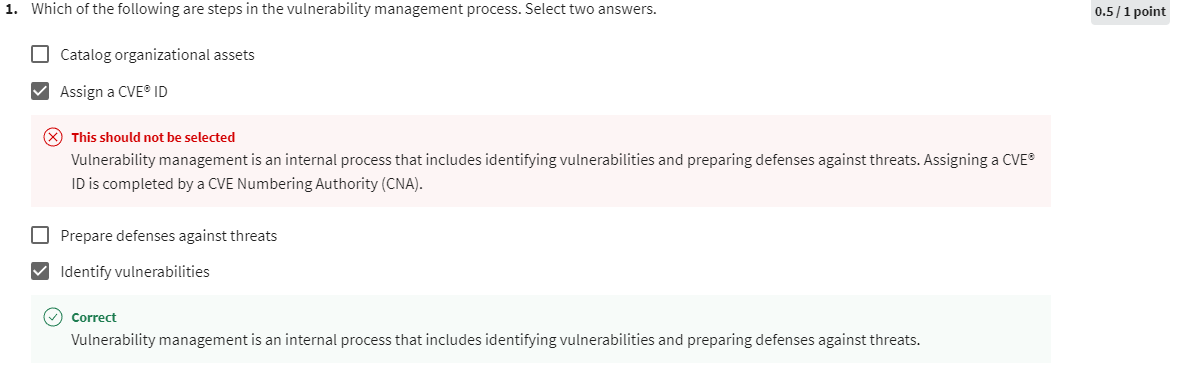 1. Which of the following are steps in the vulnerability management process. Select two answers.
0.5 / 1 point
Catalog organizational assets
Assign a CVE® ID
This should not be selected
Vulnerability management is an internal process that includes identifying vulnerabilities and preparing defenses against threats. Assigning a CVE®
ID is completed by a CVE Numbering Authority (CNA).
Prepare defenses against threats
Identify vulnerabilities
Correct
Vulnerability management is an internal process that includes identifying vulnerabilities and preparing defenses against threats.